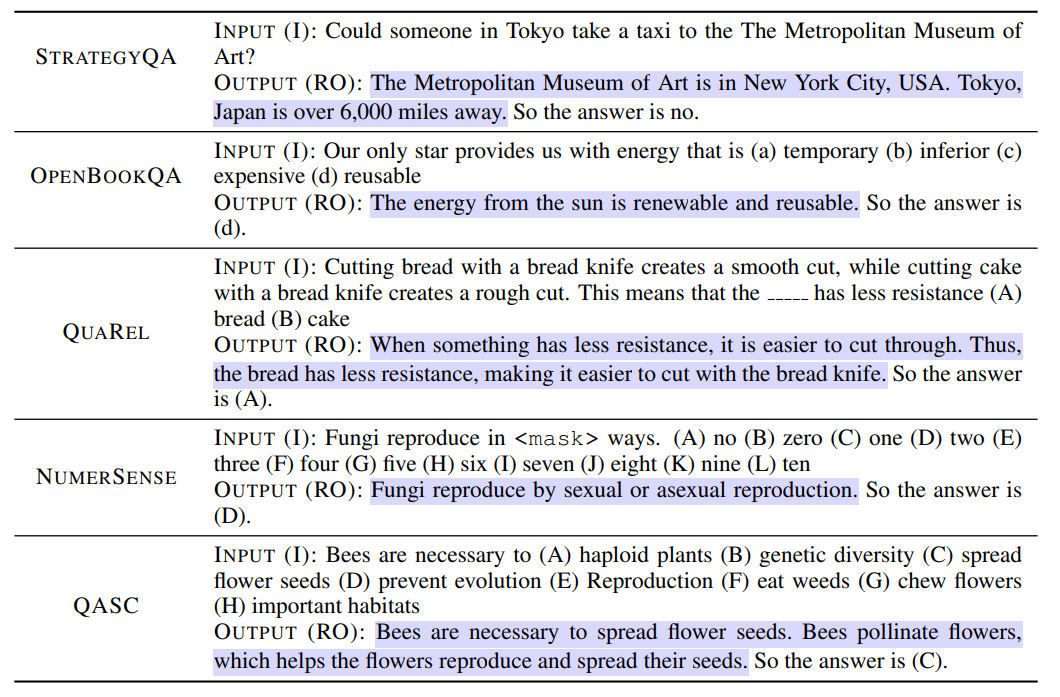 STRATEGYQA
INPUT (I): Could someone in Tokyo take a taxi to the The Metropolitan Museum of
Art?
OUTPUT (RO): The Metropolitan Museum of Art is in New York City, USA. Tokyo,
Japan is over 6,000 miles away. So the answer is no.
OPENBOOKQA
INPUT (I): Our only star provides us with energy that is (a) temporary (b) inferior (c)
expensive (d) reusable
OUTPUT (RO): The energy from the sun is renewable and reusable. So the answer is
(d).
QUAREL
INPUT (I): Cutting bread with a bread knife creates a smooth cut, while cutting cake
with a bread knife creates a rough cut. This means that the _____ has less resistance (A)
bread (B) cake
OUTPUT (RO): When something has less resistance, it is easier to cut through. Thus,
the bread has less resistance, making it easier to cut with the bread knife. So the answer
is (A).
NUMERSENSE
INPUT (I): Fungi reproduce in <mask> ways. (A) no (B) zero (C) one (D) two (E)
three (F) four (G) five (H) six (I) seven (J) eight (K) nine (L) ten
OUTPUT (RO): Fungi reproduce by sexual or asexual reproduction. So the answer is
(D).
QASC
INPUT (I): Bees are necessary to (A) haploid plants (B) genetic diversity (C) spread
flower seeds (D) prevent evolution (E) Reproduction (F) eat weeds (G) chew flowers
(H) important habitats
OUTPUT (RO): Bees are necessary to spread flower seeds. Bees pollinate flowers,
which helps the flowers reproduce and spread their seeds. So the answer is (C).